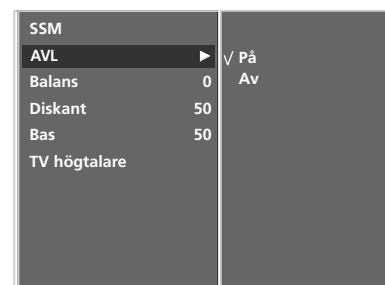 SSM
AVL ▶
Balans 0
Diskant 50
Bas 50
TV högtalare
√ På
Av